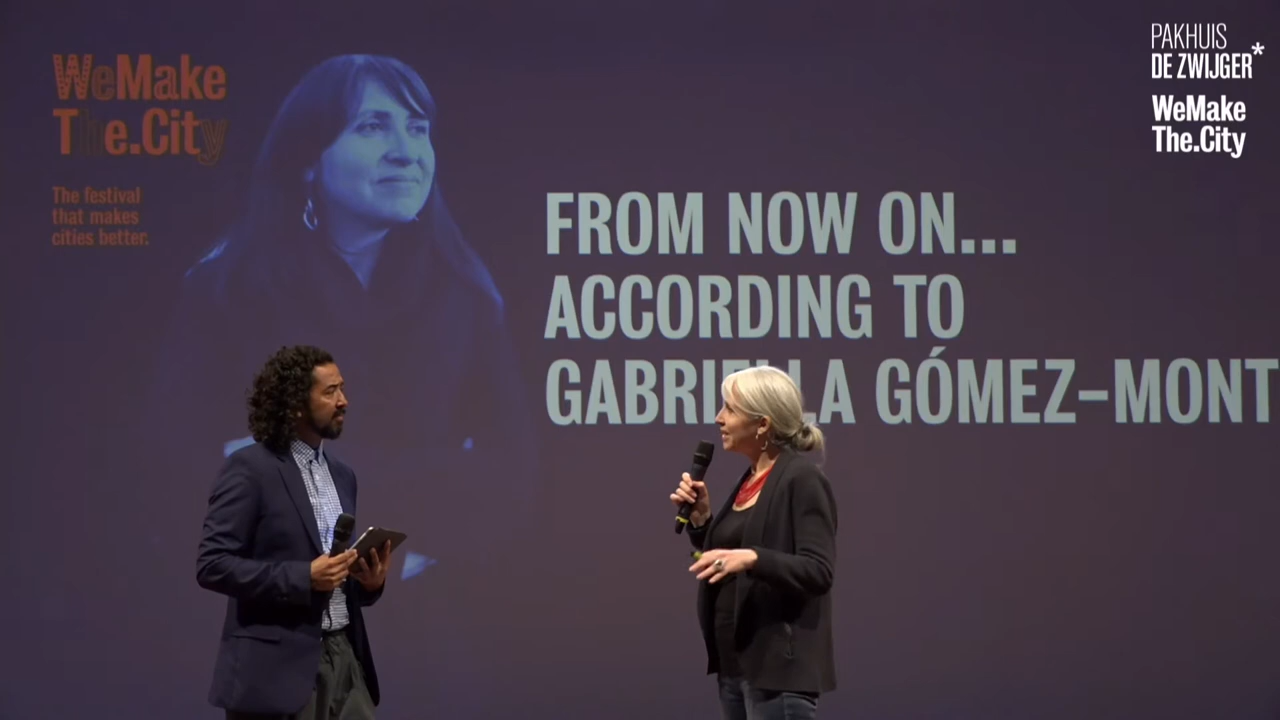 WeMake
The.City
The festival
that makes
cities better.
FROM NOW ON...
ACCORDING TO
GÓMEZ-MONT
PAKHUIS
DE ZWIJGER*
WeMake
The.City